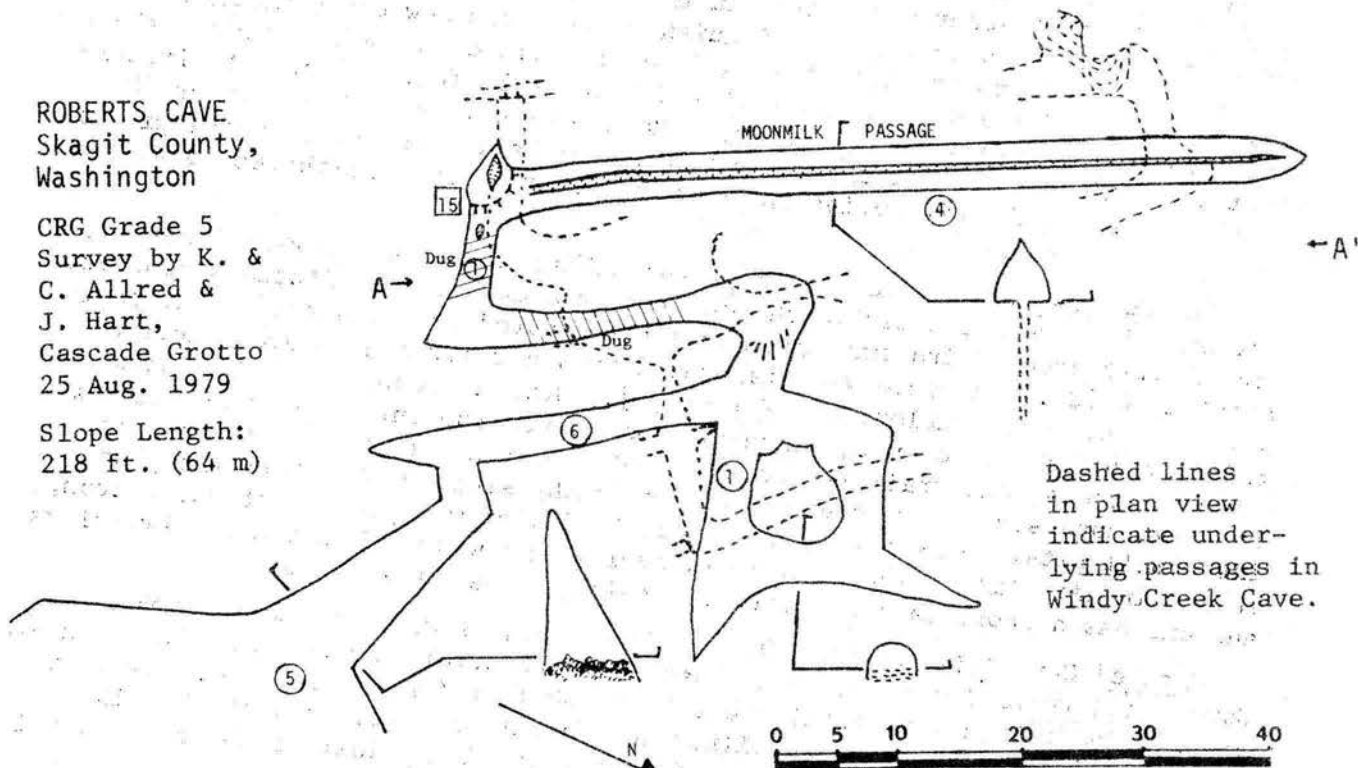 ROBERTS CAVE
Skagit County,
Washington
CRG Grade 5
Survey by K. &
C. Allred &
J. Hart,
Cascade Grotto
25 Aug. 1979
Slope Length:
218 ft. (64 m)
MOONMILK PASSAGE
15
4
Dug
1
A
A'
Dug
6
1
5
Dashed lines
in plan view
indicate under-
lying passages in
Windy Creek Cave.
N
0 5 10 20 30 40